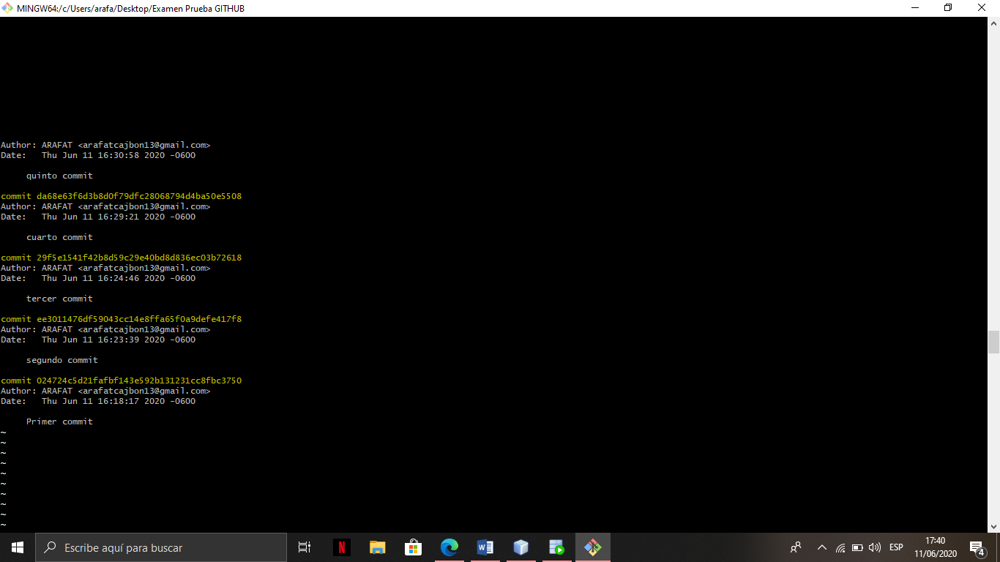 MINGW64:/c/Users/arafa/Desktop/Examen Prueba GITHUB
Author: ARAFAT <arafatcajbon13@gmail.com>
Date:   Thu Jun 11 16:30:58 2020 -0600
quinto commit
commit da68e63f6d3b8d0f79dfc28068794d4ba50e5508
Author: ARAFAT <arafatcajbon13@gmail.com>
Date:   Thu Jun 11 16:29:21 2020 -0600
cuarto commit
commit 29f5e1541f42b8d59c29e40bd8d836ec03b72618
Author: ARAFAT <arafatcajbon13@gmail.com>
Date:   Thu Jun 11 16:24:46 2020 -0600
tercer commit
commit ee3011476df59043cc14e8ffa65f0a9defe417f8
Author: ARAFAT <arafatcajbon13@gmail.com>
Date:   Thu Jun 11 16:23:39 2020 -0600
segundo commit
commit 024724c5d21fafbf143e592b131231cc8fbc3750
Author: ARAFAT <arafatcajbon13@gmail.com>
Date:   Thu Jun 11 16:18:17 2020 -0600
Primer commit
~
~
~
~
~
~
~
~
~
~
Escribe aquí para buscar
N
W
ESP
17:40
11/06/2020
4